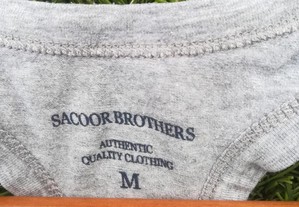 SACOOR BROTHERS
AUTHENTIC
QUALITY CLOTHING
M